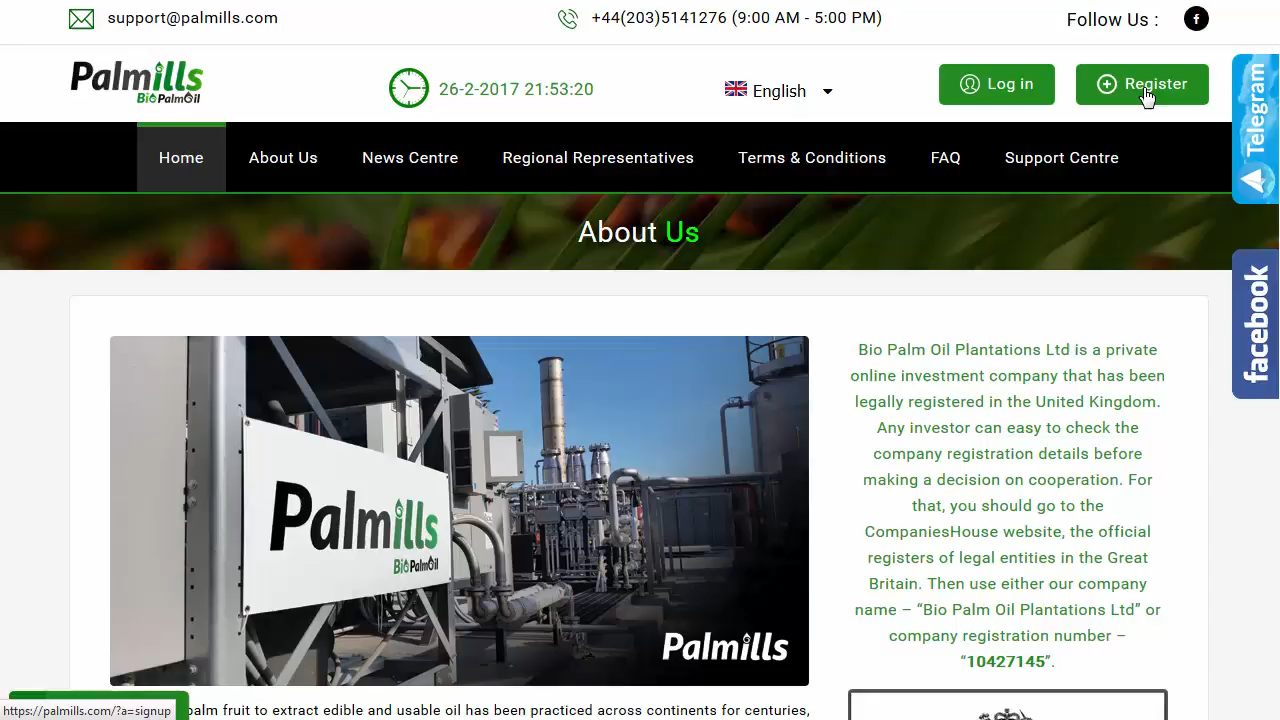 support@palmills.com
+44(203)5141276 (9:00 AM - 5:00 PM)
Follow Us :
Palmills
BioPalmOil
26-2-2017 21:53:20
English
Log in
Register
Telegram
Home
About Us
News Centre
Regional Representatives
Terms & Conditions
FAQ
Support Centre
About Us
facebook
Palmills
BioPalmOil
Palmills
Bio Palm Oil Plantations Ltd is a private
online investment company that has been
legally registered in the United Kingdom.
Any investor can easy to check the
company registration details before
making a decision on cooperation. For
that, you should go to the
CompaniesHouse website, the official
registers of legal entities in the Great
Britain. Then use either our company
name – “Bio Palm Oil Plantations Ltd” or
company registration number –
“10427145”.
palm fruit to extract edible and usable oil has been practiced across continents for centuries,
https://palmills.com/?a=signup